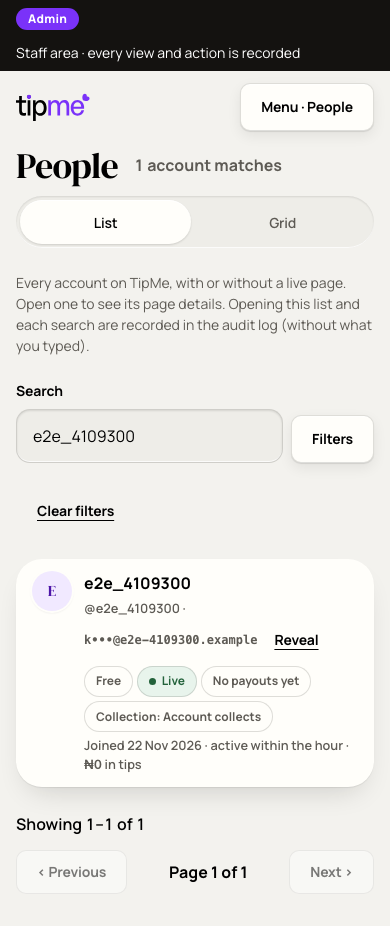 Admin
Staff area · every view and action is recorded
tipme
Menu · People
People 1 account matches
List Grid
Every account on TipMe, with or without a live page.
Open one to see its page details. Opening this list and
each search are recorded in the audit log (without what
you typed).
Search
e2e_4109300 Filters
Clear filters
E
e2e_4109300
@e2e_4109300 ·
k•••@e2e-4109300.example Reveal
Free Live No payouts yet
Collection: Account collects
Joined 22 Nov 2026 · active within the hour ·
₦0 in tips
Showing 1–1 of 1
‹ Previous Page 1 of 1 Next ›